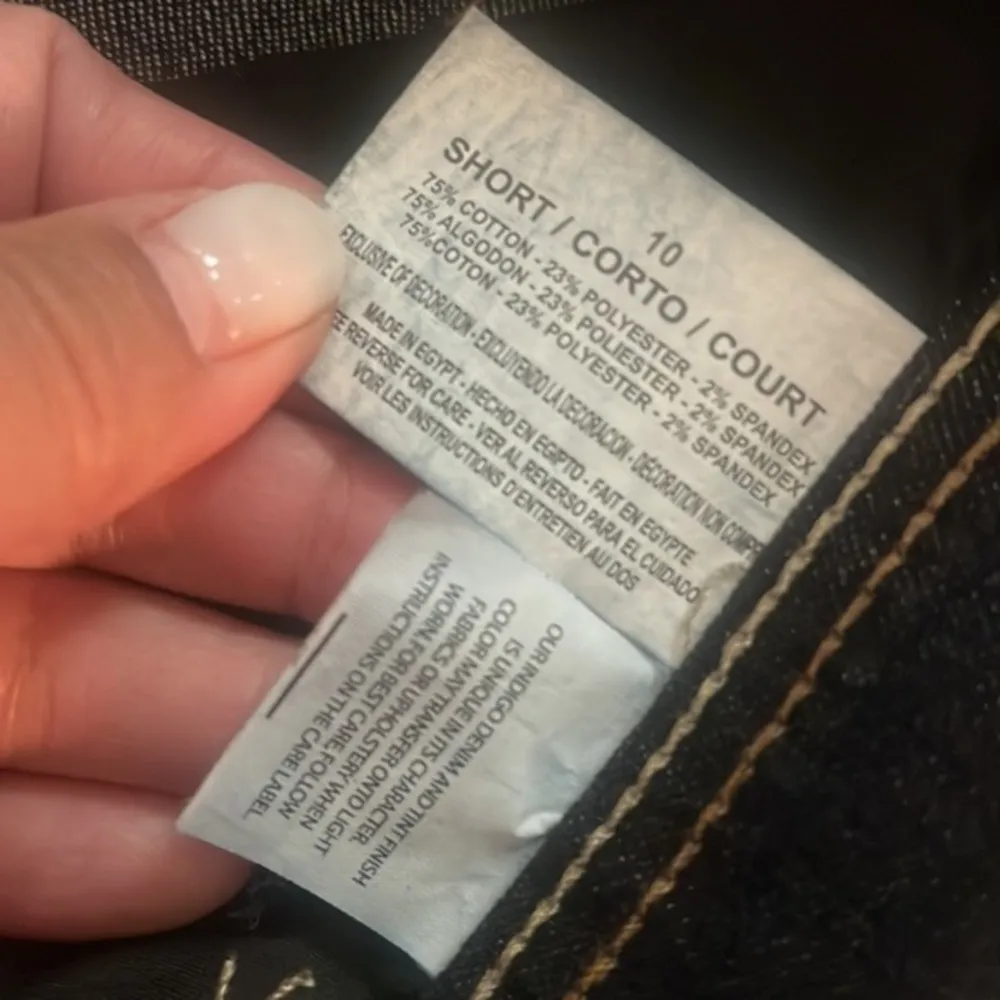 10
SHORT / CORTO / COURT
75% COTTON - 23% POLYESTER - 2% SPANDEX
75% ALGODON - 23% POLIESTER - 2% SPANDEX
75%COTON - 23% POLYESTER - 2% SPANDEX
EXCLUSIVE OF DECORATION - EXCLUYENDO LA DECORACION - DÉCORATION NON
MADE IN EGYPT - HECHO EN EGIPTO - FAIT EN EGYPTE
REVERSE FOR CARE - VER AL REVERSO PARA EL CUIDADO
VOIR LES INSTRUCTIONS D'ENTRETIEN AU DOS
OUR INDIGO DENIM AND TINT FINISH
IS UNIQUE IN ITS CHARACTER.
COLOR MAY TRANSFER ONTO LIGHT
FABRICS OR UPHOLSTERY WHEN
WORN. FOR BEST CARE, FOLLOW
INSTRUCTIONS ON THE CARE LABEL.